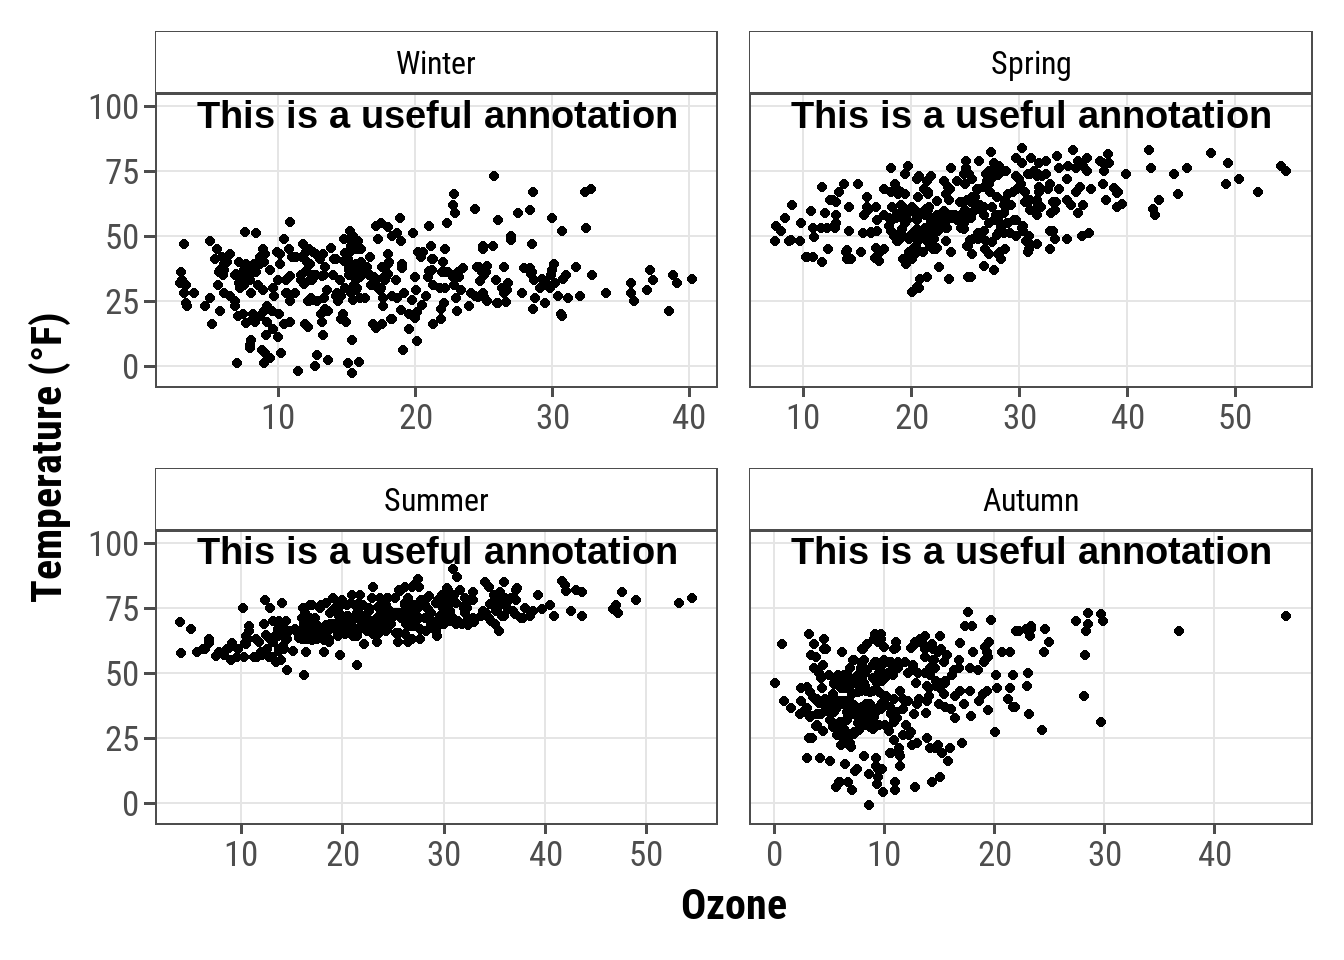 Winter
Spring
This is a useful annotation
This is a useful annotation
100
75
50
25
0
10 20 30 40
10 20 30 40 50
Summer
Autumn
This is a useful annotation
This is a useful annotation
100
75
50
25
0
10 20 30 40 50
0 10 20 30 40
Temperature (°F)
Ozone